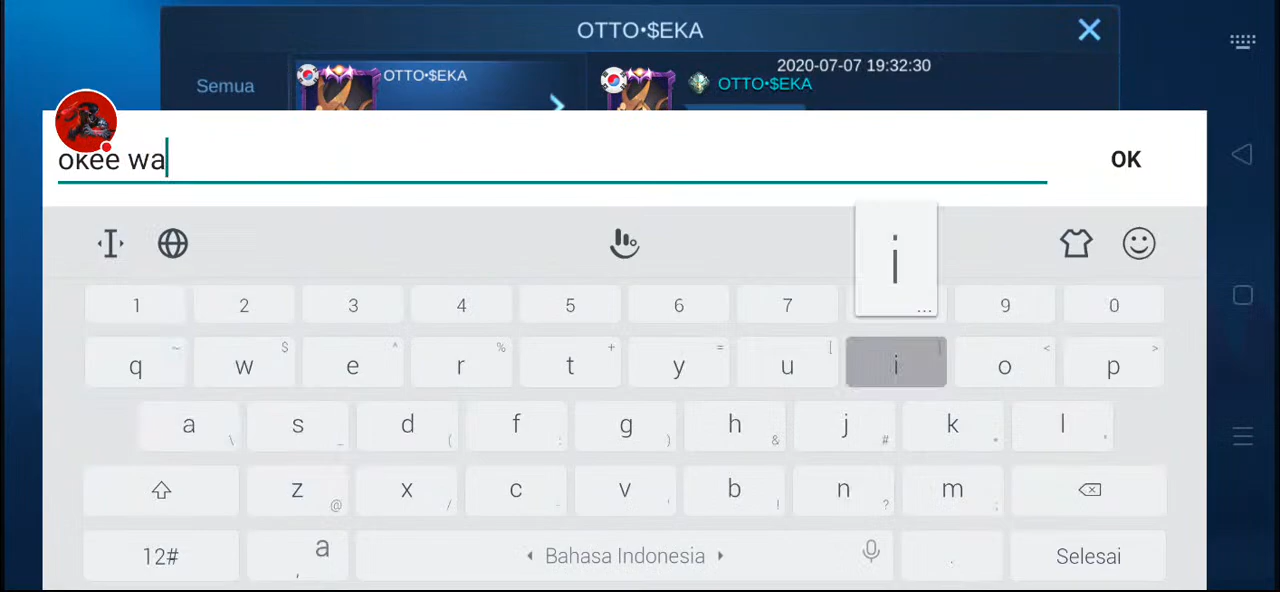 OTTO•$EKA
2020-07-07 19:32:30
Semua
OTTO•$EKA
OTTO•$EKA
okee wa
OK
i
...
1 2 3 4 5 6 7 9 0
~ $ ^ % + = [ | < >
q w e r t y u i o p
a s d f g h j k l
\ _ ( : ) & # * "
z x c v b n m
@ / - ' ! ? ;
12# a , Bahasa Indonesia . Selesai